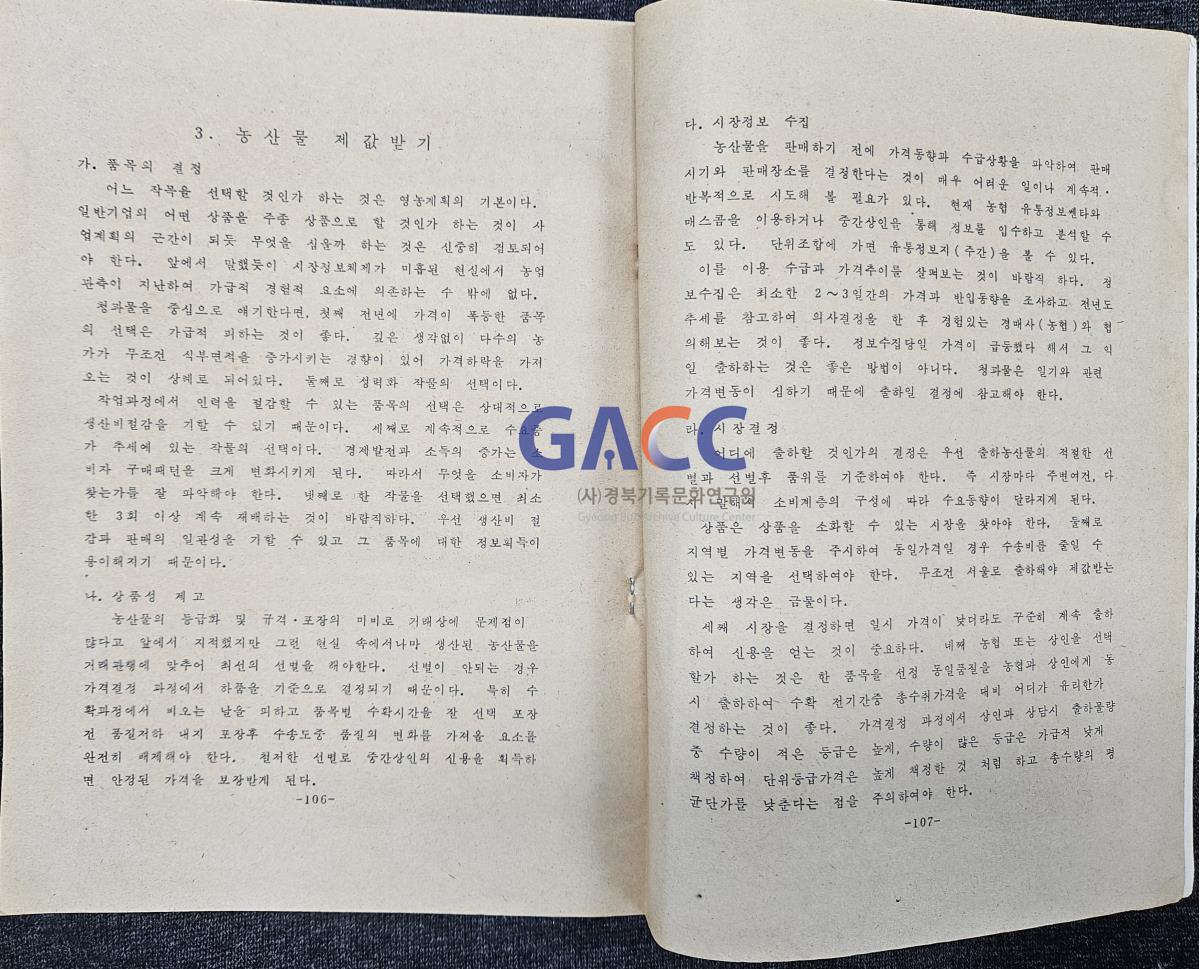 3. 농산물 제값받기
가. 품목의 결정
어느 작목을 선택할 것인가 하는 것은 영농계획의 기본이다.
일반기업의 어떤 상품을 주종 상품으로 할 것인가 하는 것이 사
업계획의 근간이 되듯 무엇을 심을까 하는 것은 신중히 검토되어
야 한다. 앞에서 말했듯이 시장정보체제가 미흡된 현실에서 농업
관측이 지난하여 가급적 경험적 요소에 의존하는 수 밖에 없다.
청과물을 중심으로 얘기한다면, 첫째 전년에 가격이 폭등한 품목
의 선택은 가급적 피하는 것이 좋다. 깊은 생각없이 다수의 농
가가 무조건 식부면적을 증가시키는 경향이 있어 가격하락을 가져
오는 것이 상례로 되어있다. 둘째로 성력화 작물의 선택이다.
작업과정에서 인력을 절감할 수 있는 품목의 선택은 상대적으로
생산비절감을 기할 수 있기 때문이다. 세째로 계속적으로 수요증
가 추세에 있는 작물의 선택이다. 경제발전과 소득의 증가는 소
비자 구매패턴을 크게 변화시키게 된다. 따라서 무엇을 소비자가
찾는가를 잘 파악해야 한다. 넷째로 한 작물을 선택했으면 최소
한 3회 이상 계속 재배하는 것이 바람직하다. 우선 생산비 절
감과 판매의 일관성을 기할 수 있고 그 품목에 대한 정보획득이
용이해지기 때문이다.
나. 상품성 제고
농산물의 등급화 및 규격·포장의 미비로 거래상에 문제점이
많다고 앞에서 지적했지만 그런 현실 속에서나마 생산된 농산물을
거래관행에 맞추어 최선의 선별을 해야한다. 선별이 안되는 경우
가격결정 과정에서 하품을 기준으로 결정되기 때문이다. 특히 수
확과정에서 비오는 날을 피하고 품목별 수확시간을 잘 선택 포장
전 품질저하 내지 포장후 수송도중 품질의 변화를 가져올 요소를
완전히 배제해야 한다. 철저한 선별로 중간상인의 신용을 획득하
면 안정된 가격을 보장받게 된다.
-106-
다. 시장정보 수집
농산물을 판매하기 전에 가격동향과 수급상황을 파악하여 판매
시기와 판매장소를 결정한다는 것이 매우 어려운 일이나 계속적·
반복적으로 시도해 볼 필요가 있다. 현재 농협 유통정보쎈타와
매스콤을 이용하거나 중간상인을 통해 정보를 입수하고 분석할 수
도 있다. 단위조합에 가면 유통정보지(주간)을 볼 수 있다.
이를 이용 수급과 가격추이를 살펴보는 것이 바람직 하다. 정
보수집은 최소한 2~3일간의 가격과 반입동향을 조사하고 전년도
추세를 참고하여 의사결정을 한 후 경험있는 경매사(농협)와 협
의해보는 것이 좋다. 정보수집당일 가격이 급등했다 해서 그 익
일 출하하는 것은 좋은 방법이 아니다. 청과물은 일기와 관련
가격변동이 심하기 때문에 출하일 결정에 참고해야 한다.
라. 시장결정
어디에 출하할 것인가의 결정은 우선 출하농산물의 적절한 선
별과 선별후 품위를 기준하여야 한다. 즉 시장마다 주변여건, 다
시 말해서 소비계층의 구성에 따라 수요동향이 달라지게 된다.
상품은 상품을 소화할 수 있는 시장을 찾아야 한다. 둘째로
지역별 가격변동을 주시하여 동일가격일 경우 수송비를 줄일 수
있는 지역을 선택하여야 한다. 무조건 서울로 출하해야 제값받는
다는 생각은 금물이다.
세째 시장을 결정하면 일시 가격이 낮더라도 꾸준히 계속 출하
하여 신용을 얻는 것이 중요하다. 네째 농협 또는 상인을 선택
할가 하는 것은 한 품목을 선정 동일품질을 농협과 상인에게 동
시 출하하여 수확 전기간중 총수취가격을 대비 어디가 유리한가
결정하는 것이 좋다. 가격결정 과정에서 상인과 상담시 출하물량
중 수량이 적은 등급은 높게, 수량이 많은 등급은 가급적 낮게
책정하여 단위등급가격은 높게 책정한 것 처럼 하고 총수량의 평
균단가를 낮춘다는 점을 주의하여야 한다.
-107-
GACC
(사)경북기록문화연구원
Gyeong Buk Archive Culture Center